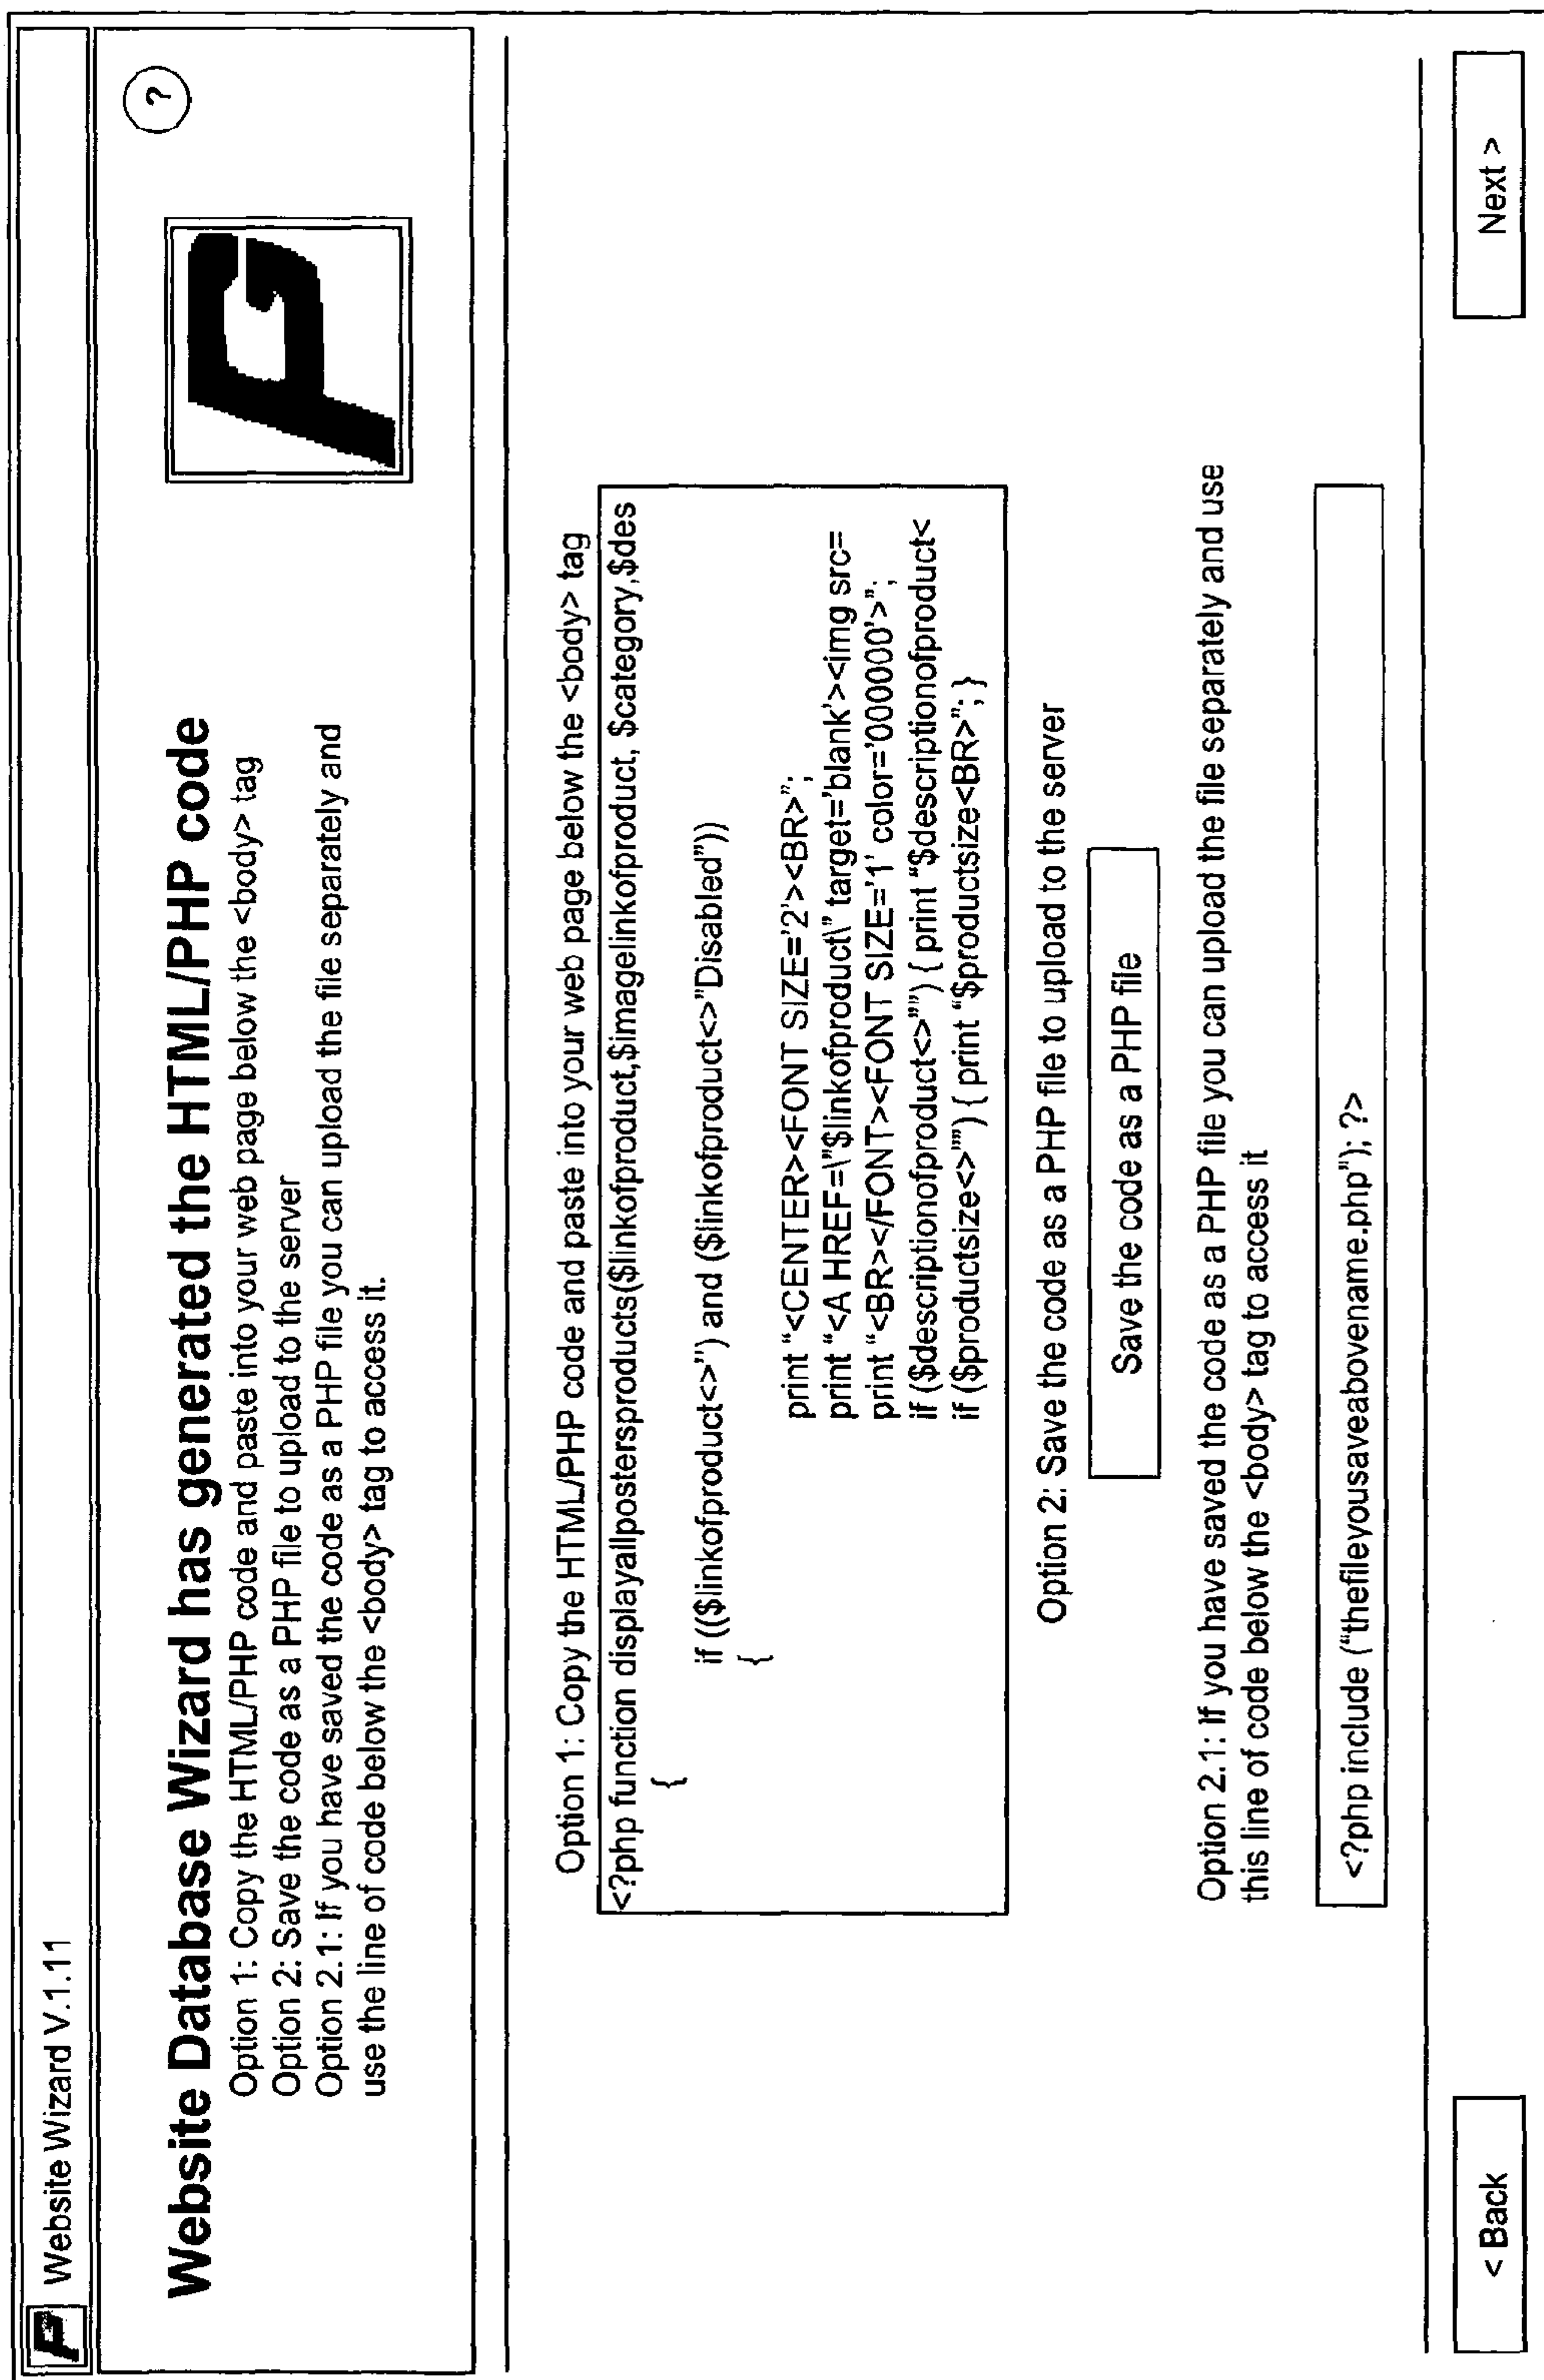 Website Wizard V.1.11
?
Website Database Wizard has generated the HTML/PHP code
Option 1: Copy the HTML/PHP code and paste into your web page below the <body> tag
Option 2: Save the code as a PHP file to upload to the server
Option 2.1: If you have saved the code as a PHP file you can upload the file separately and
use the line of code below the <body> tag to access it.
Option 1: Copy the HTML/PHP code and paste into your web page below the <body> tag
<?php function displayallpostersproducts($linkofproduct,$imagelinkofproduct, $category,$des
{
if (($linkofproduct<>") and ($linkofproduct<>"Disabled"))
{
print "<CENTER><FONT SIZE='2'><BR>";
print "<A HREF=\"$linkofproduct\" target='blank'><img src=
print "<BR></FONT><FONT SIZE='1' color='000000'>";
if ($descriptionofproduct<>"") { print "$descriptionofproduct<
if ($productsize<>"") { print "$productsize<BR>"; }
Option 2: Save the code as a PHP file to upload to the server
Save the code as a PHP file
Option 2.1: If you have saved the code as a PHP file you can upload the file separately and use
this line of code below the <body> tag to access it
<?php include ("thefileyousaveabovename.php"); ?>
< Back
Next >